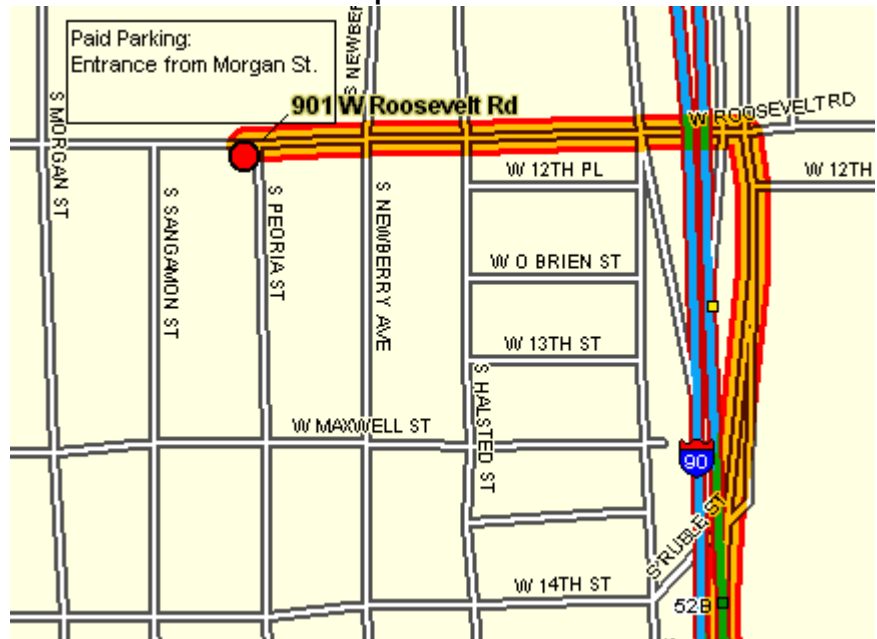 Paid Parking:
Entrance from Morgan St.
S NEWBE
901 W Roosevelt Rd
W ROOSEVELT RD
S MORGAN ST
W 12TH PL
W 12TH
S SANGAMON ST
S PEORIA ST
S NEWBERRY AVE
W O BRIEN ST
W 13TH ST
S HALSTED ST
W MAXWELL ST
90
S RUBLE ST
W 14TH ST
52B